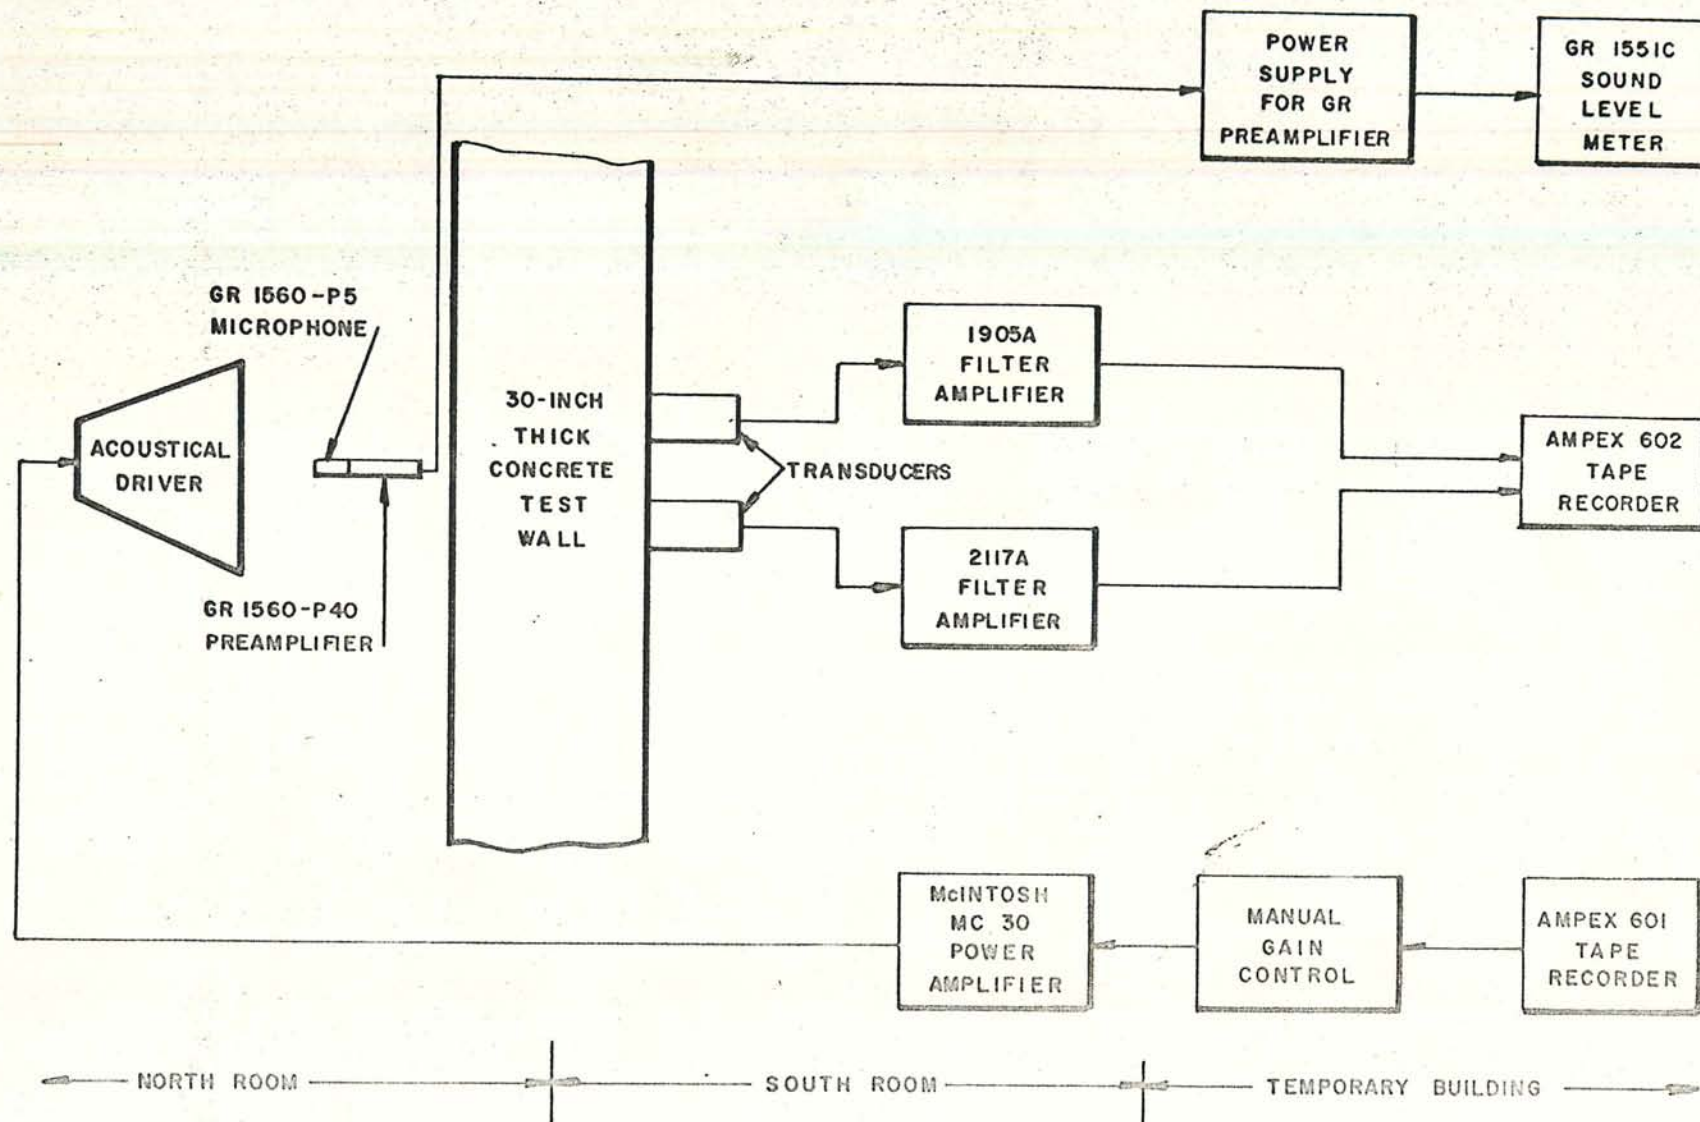 POWER
SUPPLY
FOR GR
PREAMPLIFIER
GR 1551C
SOUND
LEVEL
METER
GR 1560-P5
MICROPHONE
ACOUSTICAL
DRIVER
GR 1560-P40
PREAMPLIFIER
30-INCH
THICK
CONCRETE
TEST
WALL
TRANSDUCERS
1905A
FILTER
AMPLIFIER
2117A
FILTER
AMPLIFIER
AMPEX 602
TAPE
RECORDER
McINTOSH
MC 30
POWER
AMPLIFIER
MANUAL
GAIN
CONTROL
AMPEX 601
TAPE
RECORDER
NORTH ROOM
SOUTH ROOM
TEMPORARY BUILDING